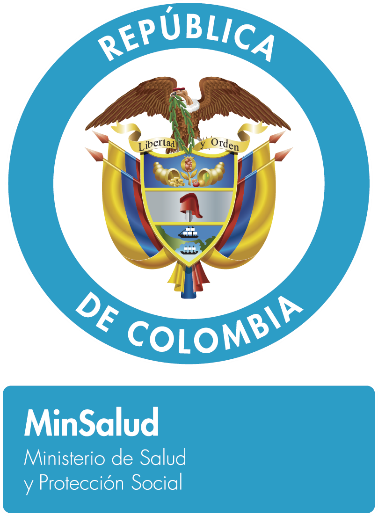 REPÚBLICA
Libertad y Orden
DE COLOMBIA
MinSalud
Ministerio de Salud
y Protección Social